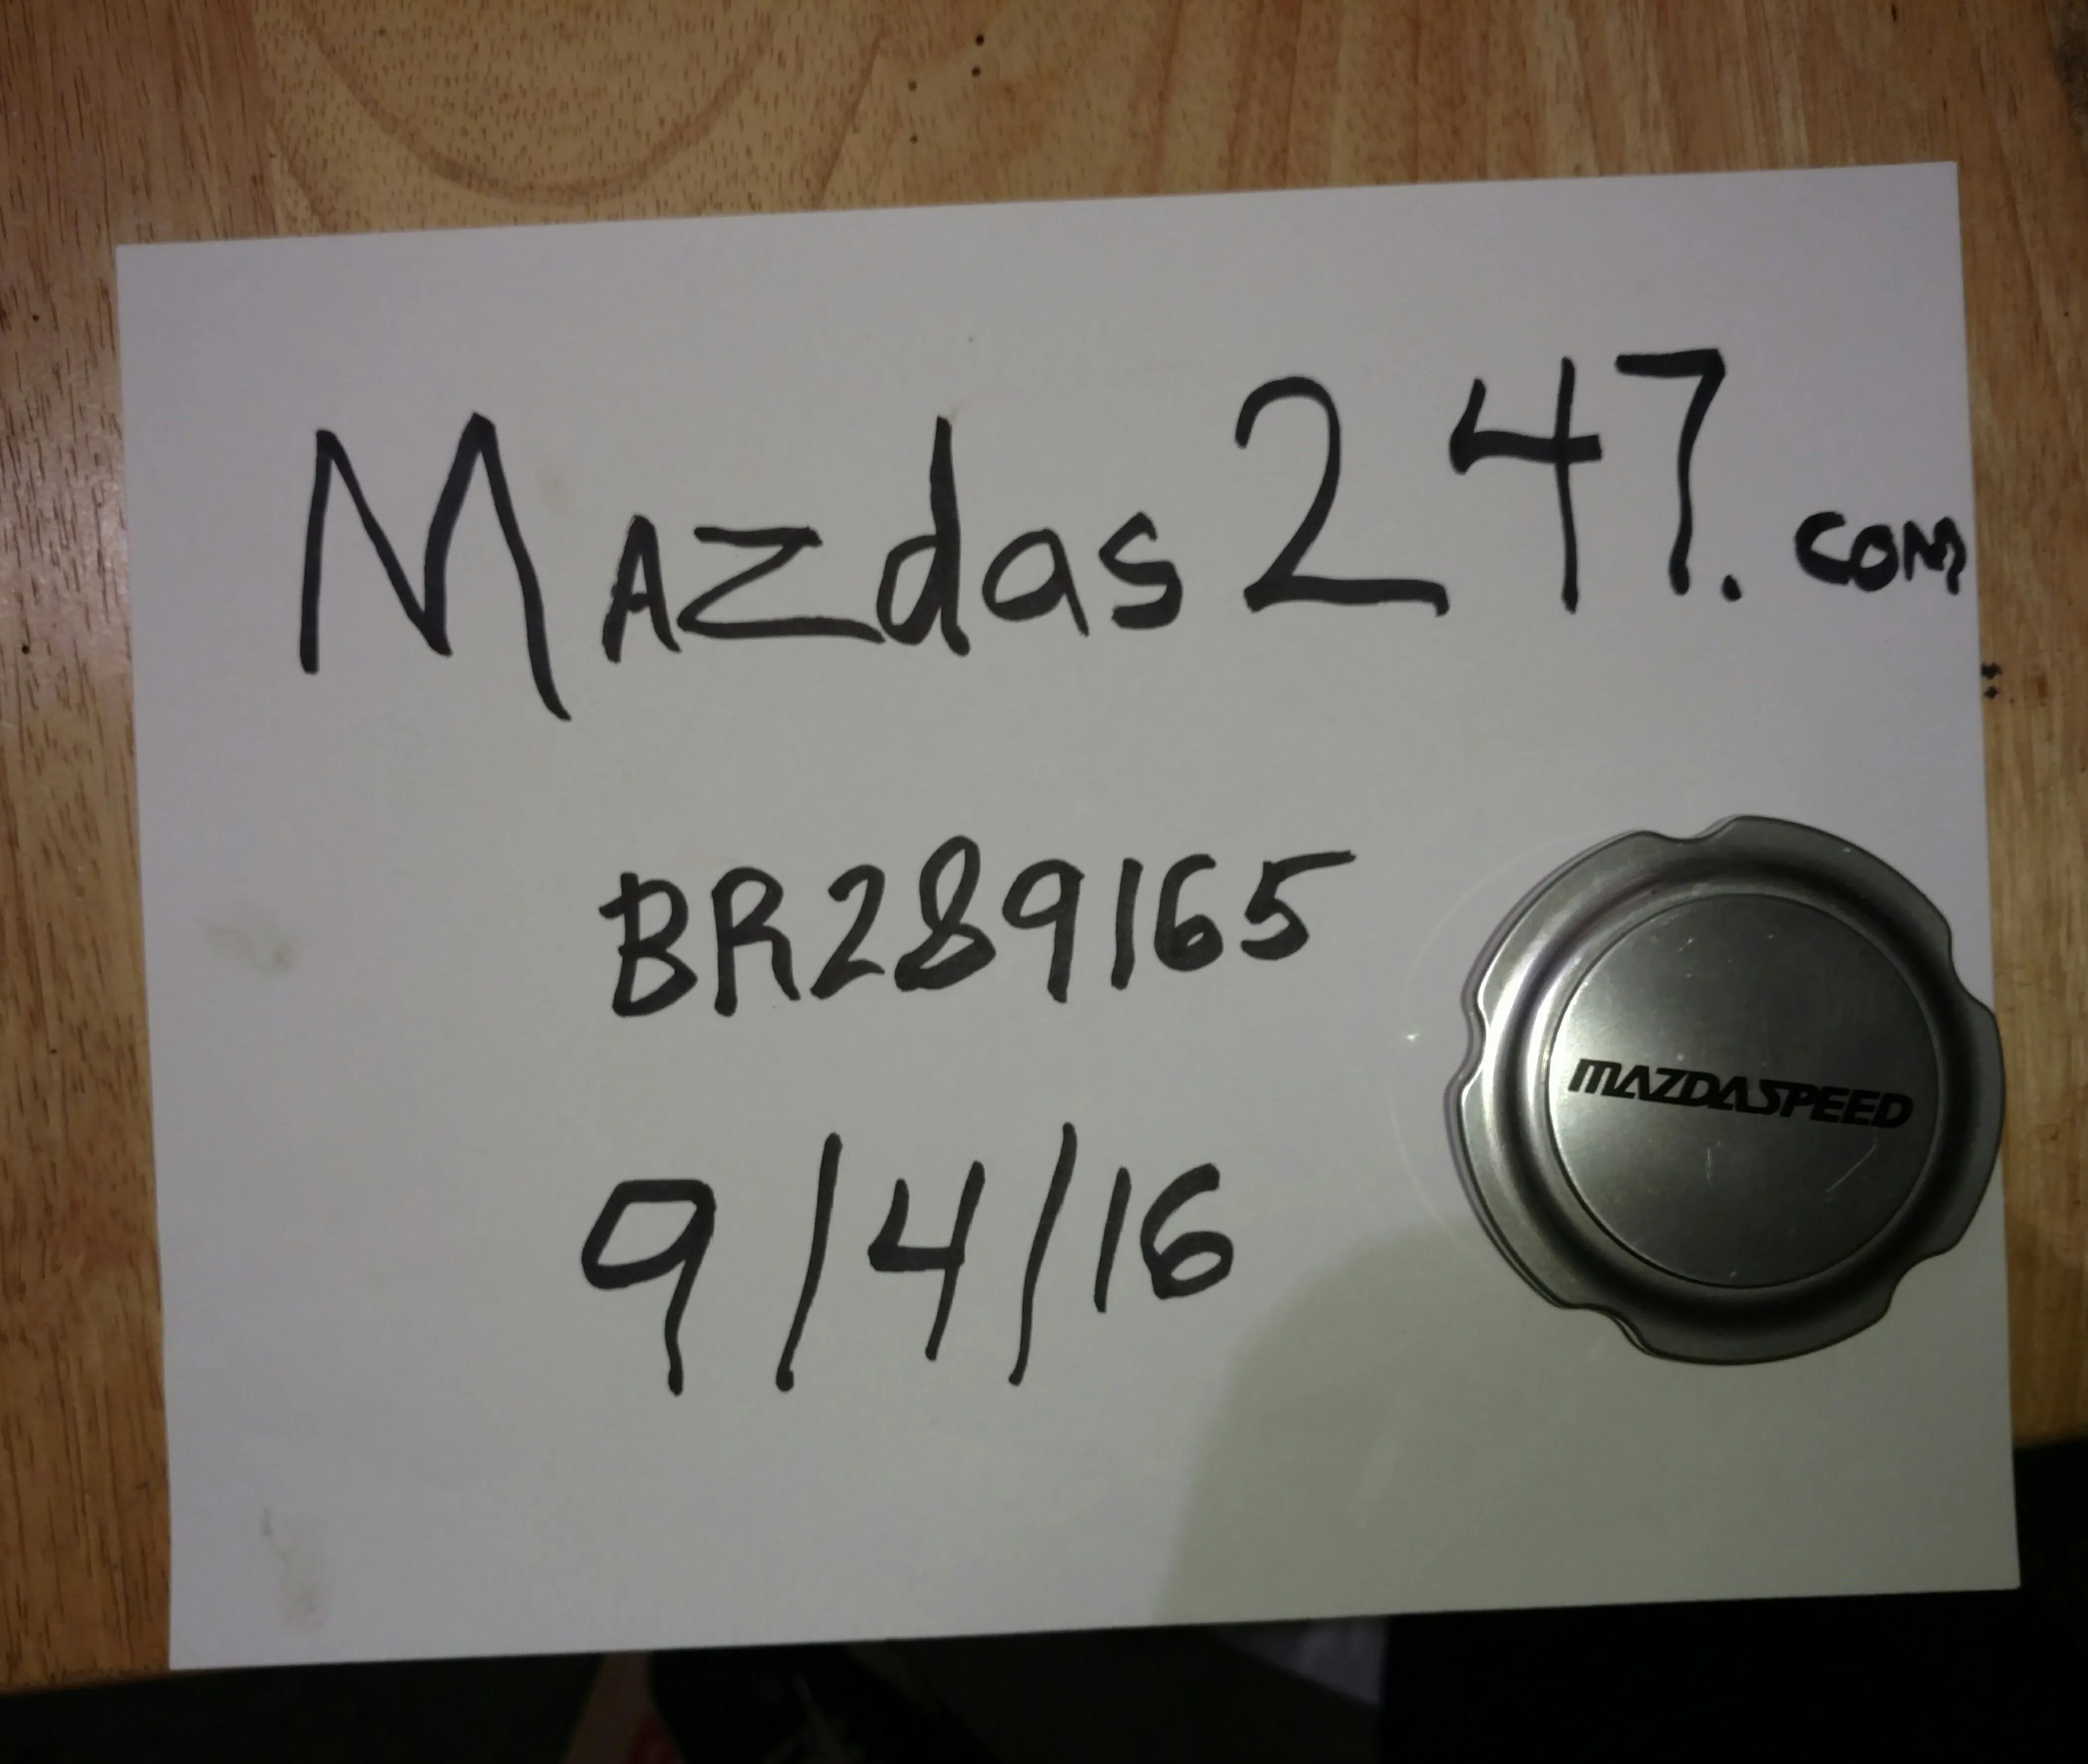 Mazdas247.com
BR289165
MAZDASPEED
9/4/16